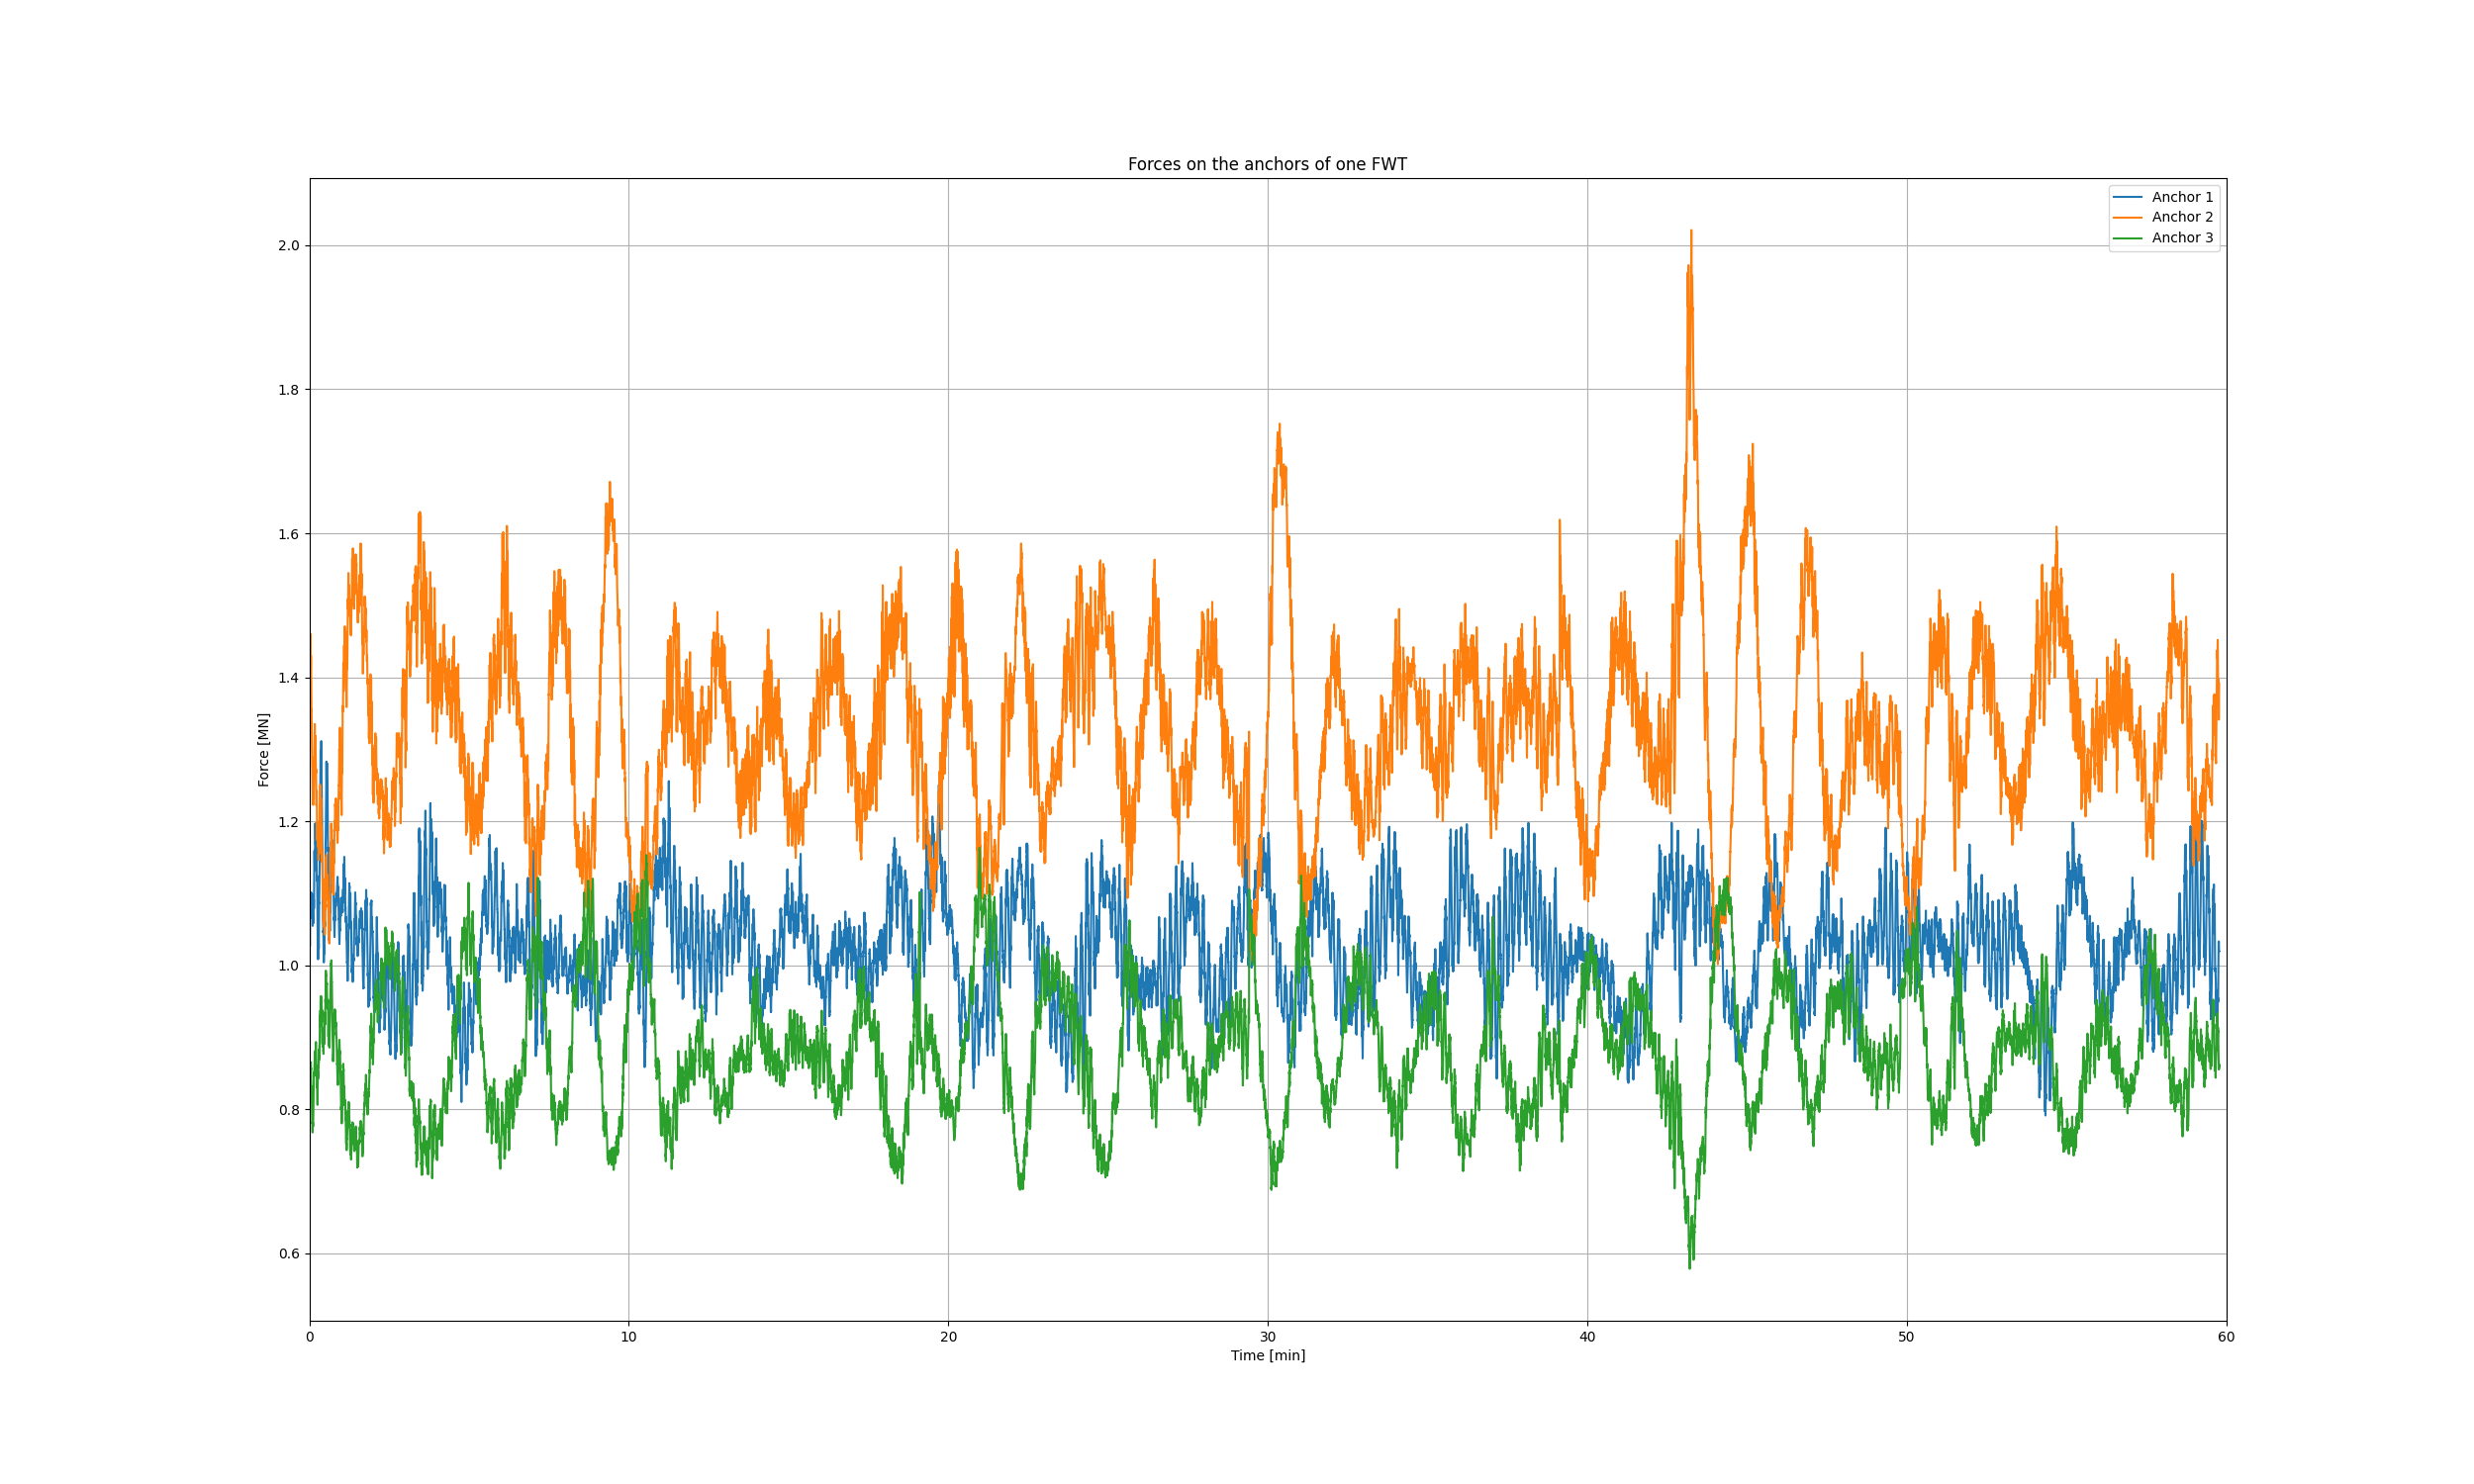 Forces on the anchors of one FWT
Anchor 1
Anchor 2
Anchor 3
2.0
1.8
1.6
1.4
1.2
1.0
0.8
0.6
Force [MN]
0 10 20 30 40 50 60
Time [min]